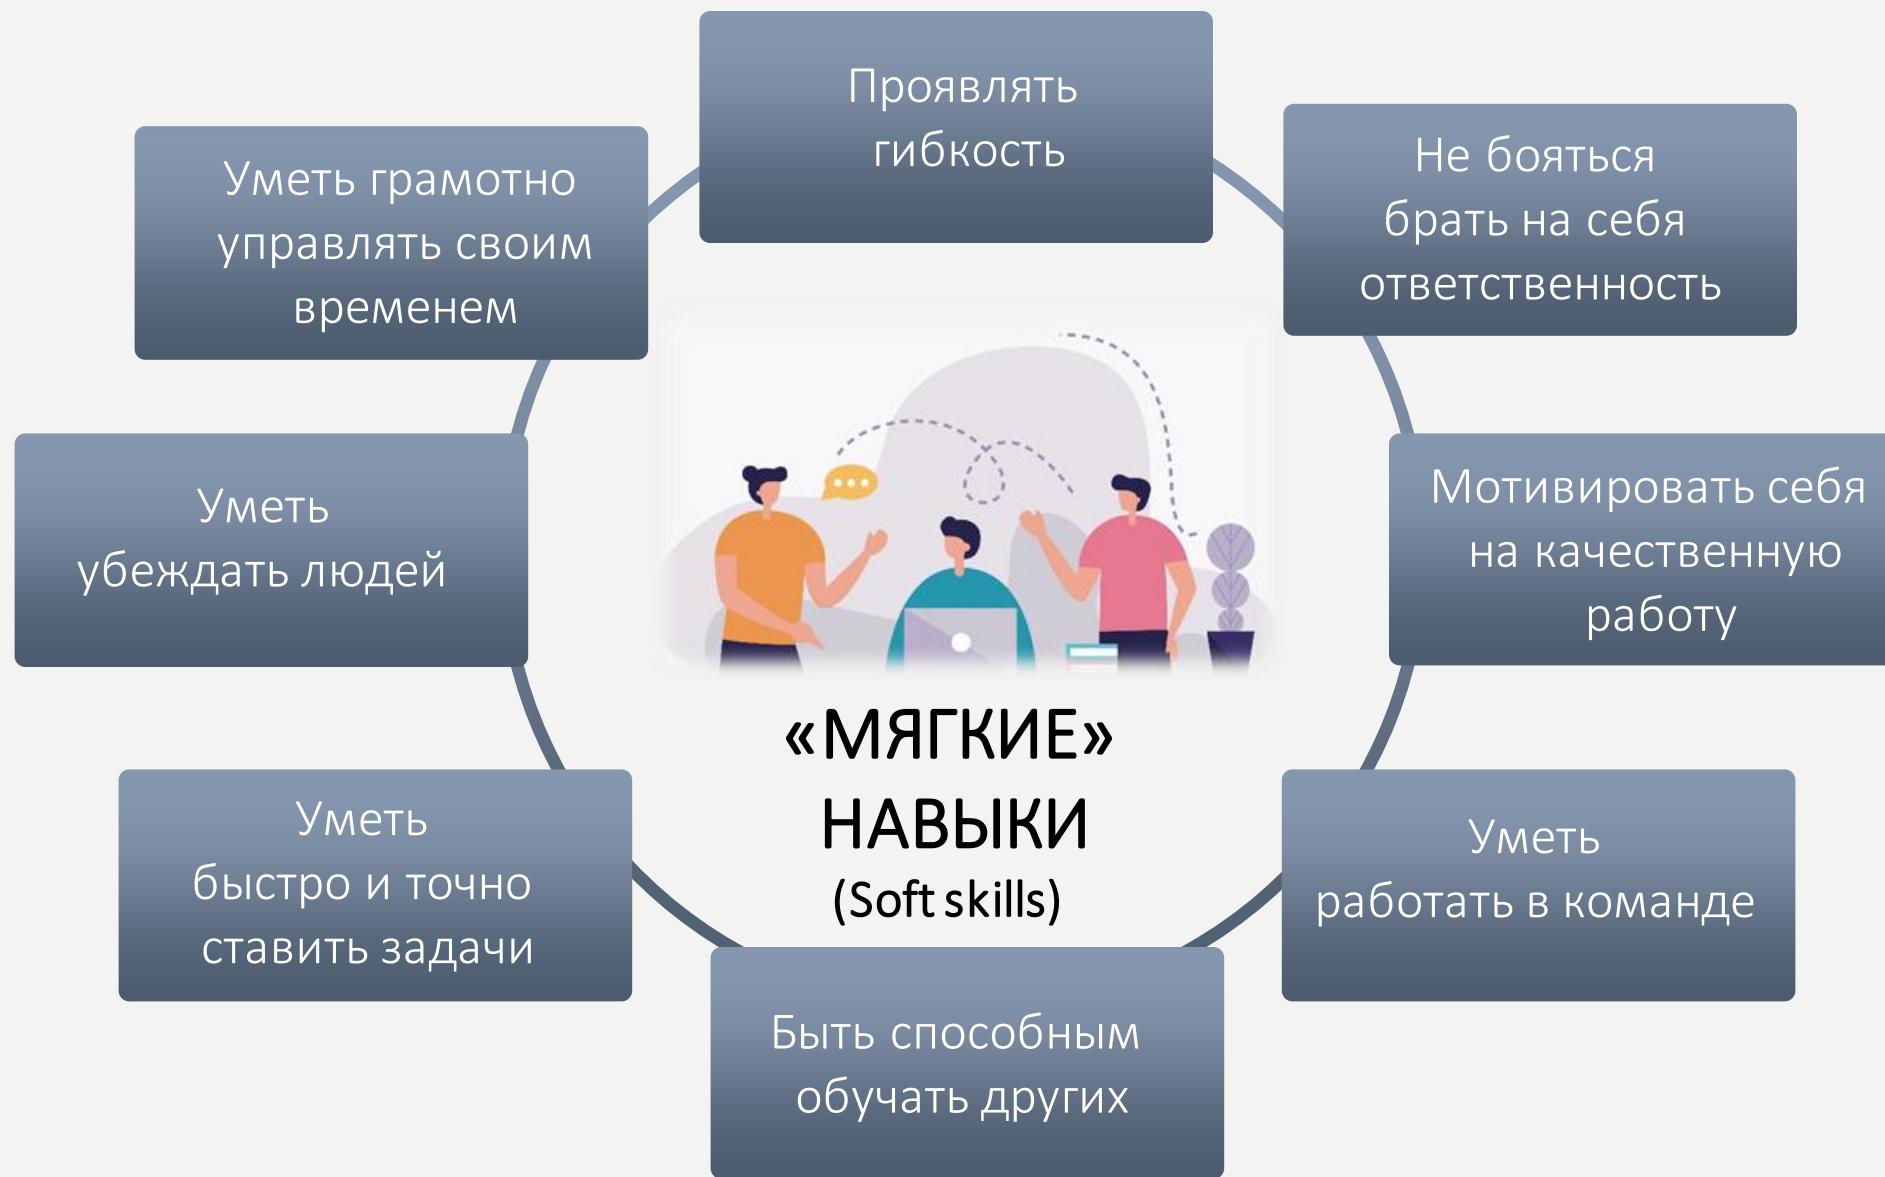 Проявлять
гибкость
Не бояться
брать на себя
ответственность
Мотивировать себя
на качественную
работу
Уметь
работать в команде
Быть способным
обучать других
Уметь
быстро и точно
ставить задачи
Уметь
убеждать людей
Уметь грамотно
управлять своим
временем
«МЯГКИЕ»
НАВЫКИ
(Soft skills)